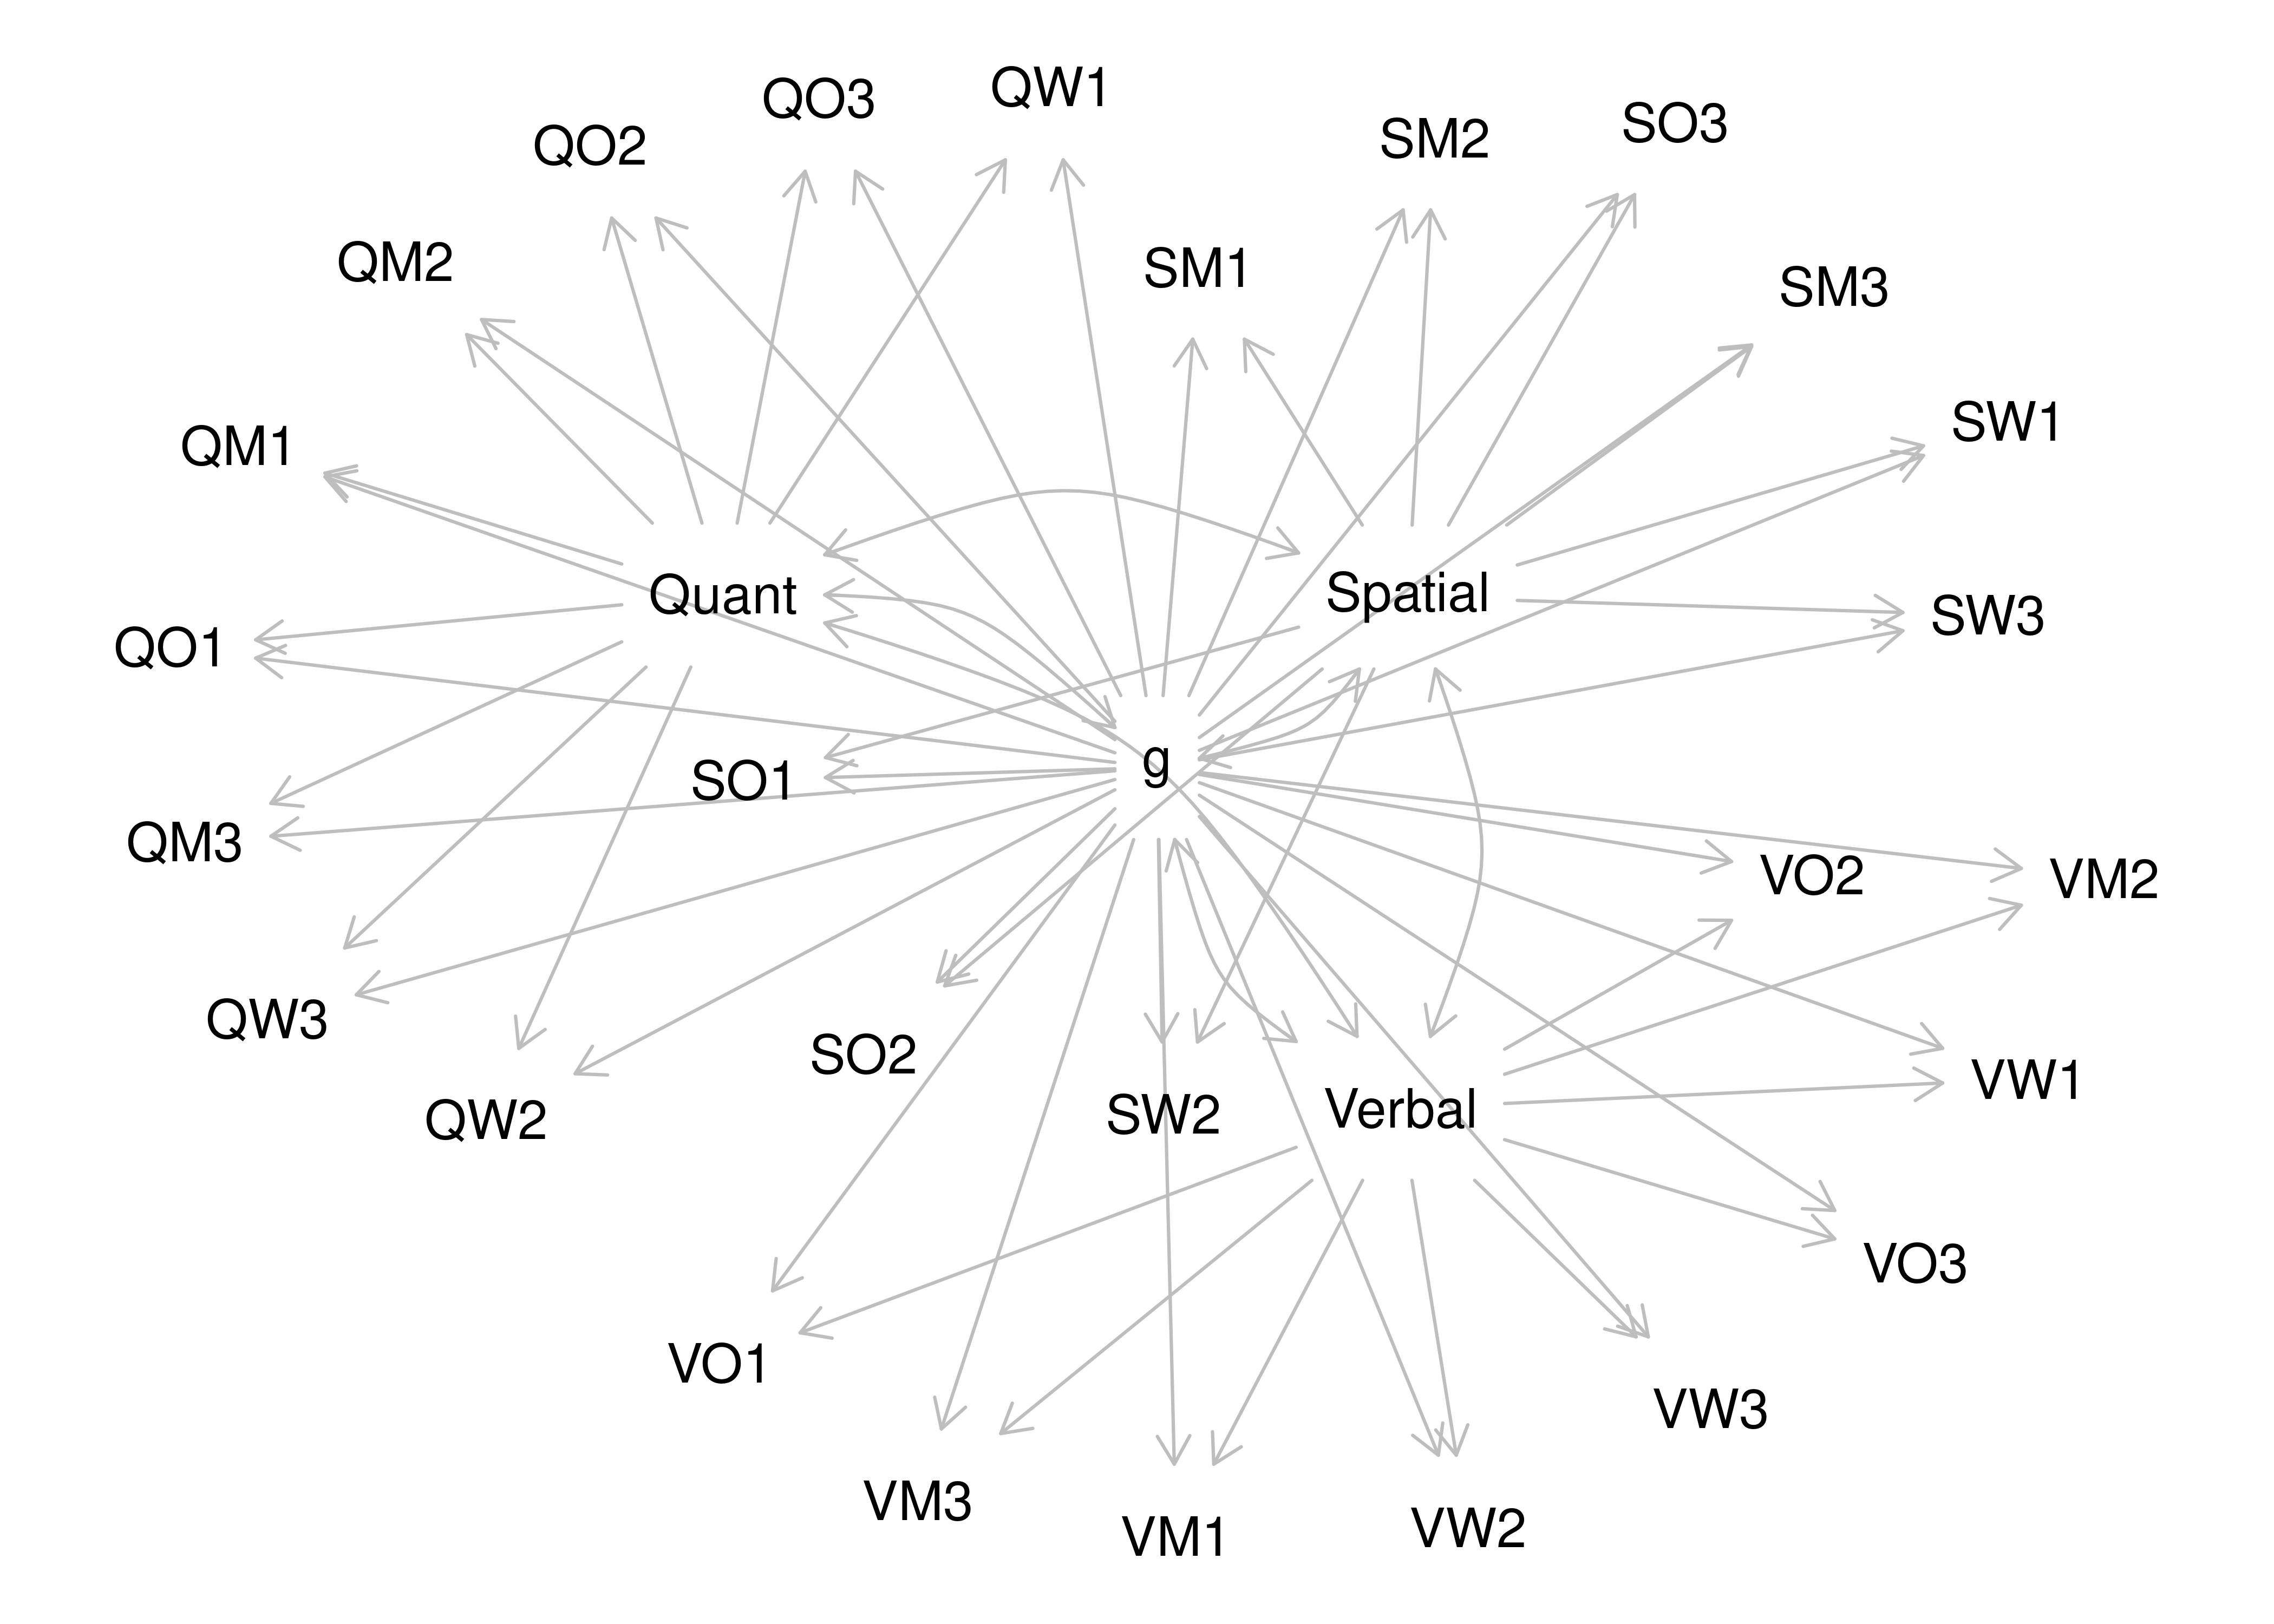 QW1
QO3
SO3
SM2
QO2
QM2
SM1
SM3
SW1
QM1
Quant
Spatial
SW3
QO1
g
SO1
QM3
VO2
VM2
QW3
SO2
VW1
Verbal
SW2
QW2
VO3
VO1
VW3
VM3
VW2
VM1